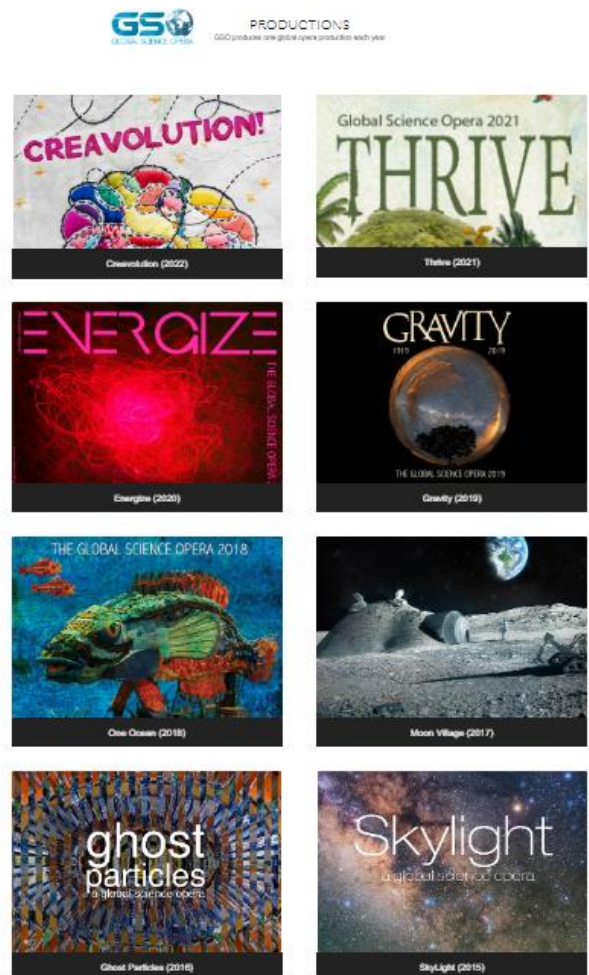 GSO
GLOBAL SCIENCE OPERA
PRODUCTIONS
GSO produces one global opera production each year
CREAVOLUTION!
Creavolution (2022)
Global Science Opera 2021
THRIVE
Thrive (2021)
ENERGIZE
THE GLOBAL SCIENCE OPERA
Energize (2020)
GRAVITY
1919 2019
THE GLOBAL SCIENCE OPERA 2019
Gravity (2019)
THE GLOBAL SCIENCE OPERA 2018
One Ocean (2018)
Moon Village (2017)
ghost
particles
a global science opera
Ghost Particles (2016)
Skylight
a global science opera
SkyLight (2015)